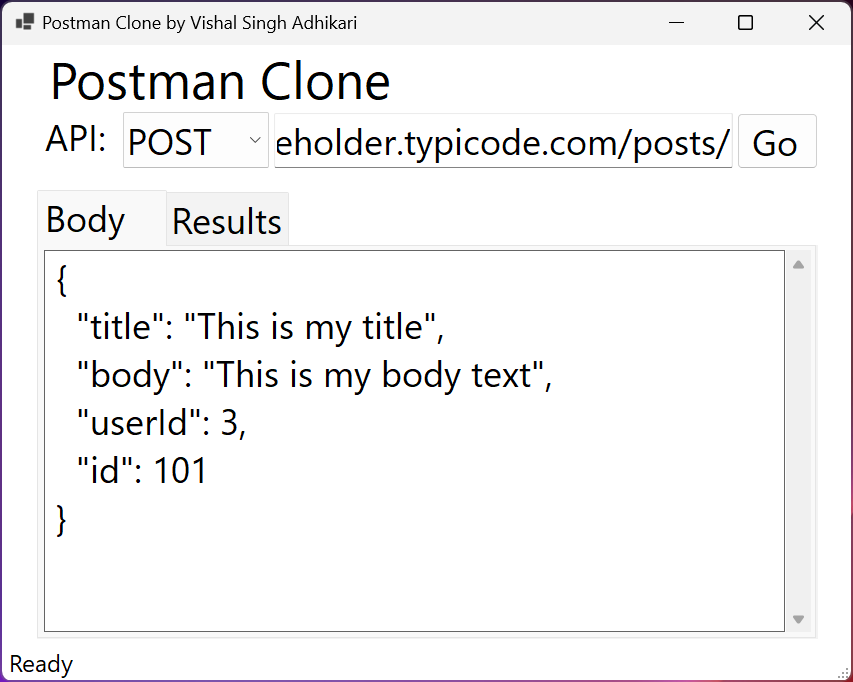 Postman Clone by Vishal Singh Adhikari
Postman Clone
API: POST eholder.typicode.com/posts/ Go
Body Results
{
"title": "This is my title",
"body": "This is my body text",
"userId": 3,
"id": 101
}
Ready